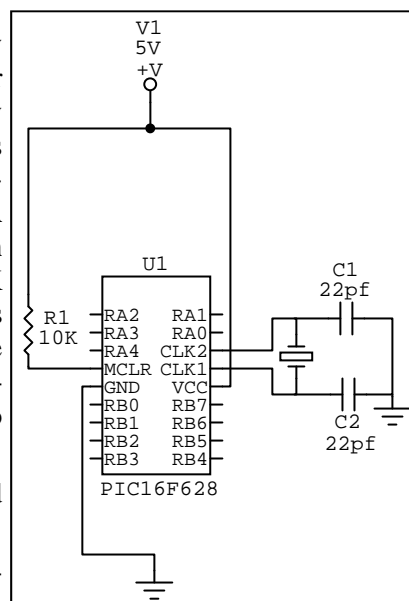 V1
5V
+V
U1
C1
22pf
R1
10K
RA2 RA1
RA3 RA0
RA4 CLK2
MCLR CLK1
GND VCC
RB0 RB7
RB1 RB6
RB2 RB5
RB3 RB4
C2
22pf
PIC16F628